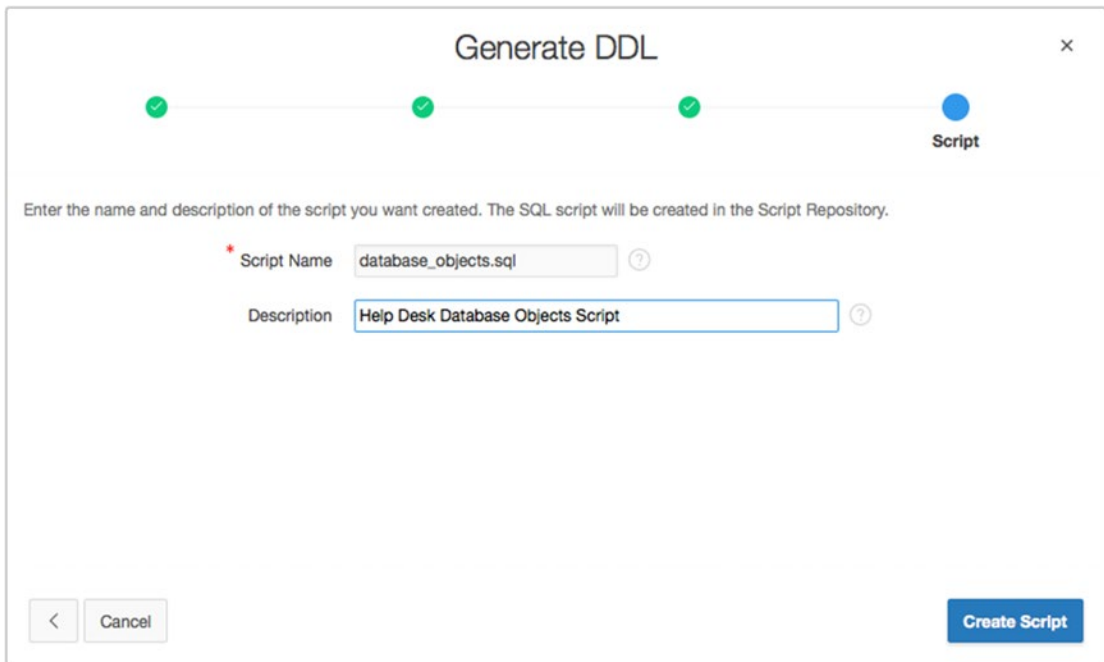 Generate DDL
×
Script
Enter the name and description of the script you want created. The SQL script will be created in the Script Repository.
* Script Name database_objects.sql ?
Description Help Desk Database Objects Script ?
< Cancel Create Script